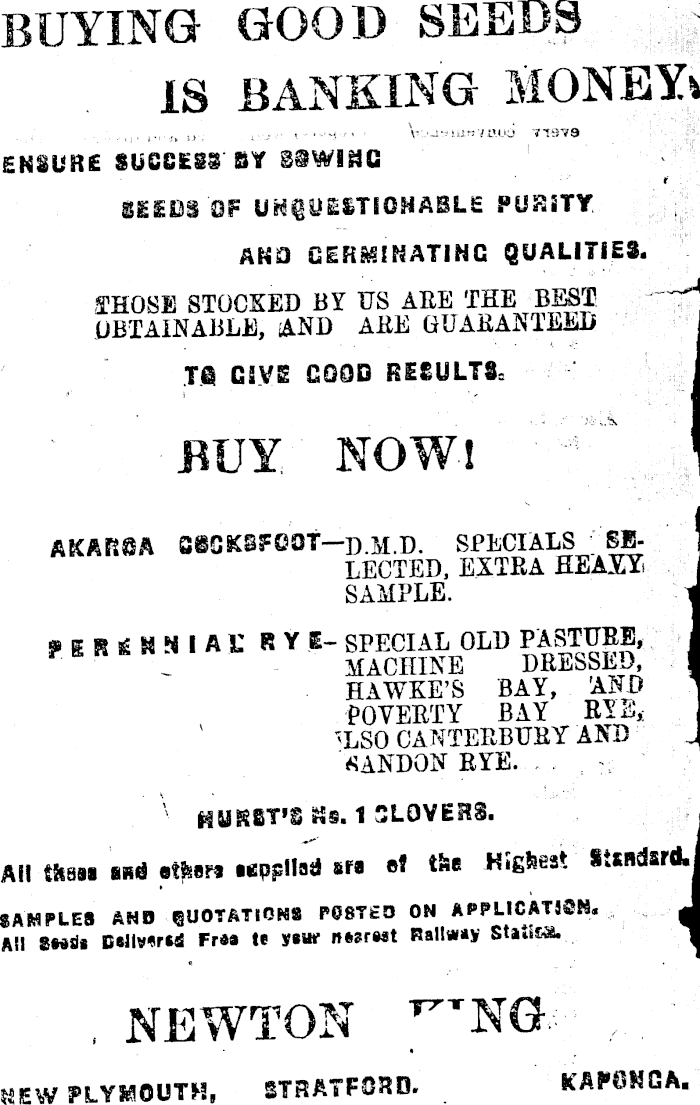 BUYING GOOD SEEDS
IS BANKING MONEY.
ENSURE SUCCESS BY SOWING
SEEDS OF UNQUESTIONABLE PURITY
AND GERMINATING QUALITIES.
THOSE STOCKED BY US ARE THE BEST
OBTAINABLE, AND ARE GUARANTEED
TO GIVE GOOD RESULTS.
BUY NOW!
AKAROA COCKSFOOT—D.M.D. SPECIALS SE-
LECTED, EXTRA HEAVY
SAMPLE.
PERENNIAL RYE—SPECIAL OLD PASTURE,
MACHINE DRESSED,
HAWKE'S BAY, AND
POVERTY BAY RYE,
ALSO CANTERBURY AND
SANDON RYE.
HURST'S No. 1 CLOVERS.
All these and others supplied are of the Highest Standard.
SAMPLES AND QUOTATIONS POSTED ON APPLICATION.
All Seeds Delivered Free to your nearest Railway Station.
NEWTON KING
NEW PLYMOUTH, STRATFORD. KAPONGA.